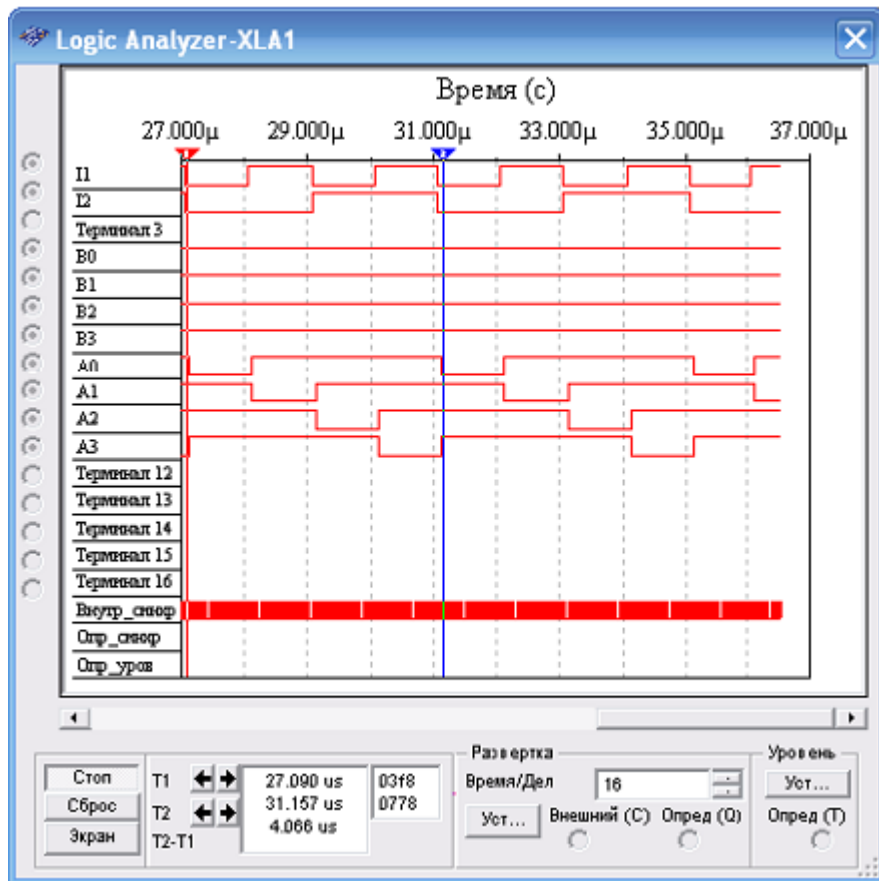 Logic Analyzer-XLA1
Время (с)
27.000µ 29.000µ 31.000µ 33.000µ 35.000µ 37.000µ
I1
I2
Терминал 3
B0
B1
B2
B3
A0
A1
A2
A3
Терминал 12
Терминал 13
Терминал 14
Терминал 15
Терминал 16
Внутр_синхр
Опр_синхр
Опр_уров
Стоп
Сброс
Экран
T1
T2
T2-T1
27.090 us
31.157 us
4.066 us
03f8
0778
Развертка
Время/Дел 16
Уст... Внешний (C) Опред (Q)
Уровень
Уст...
Опред (T)